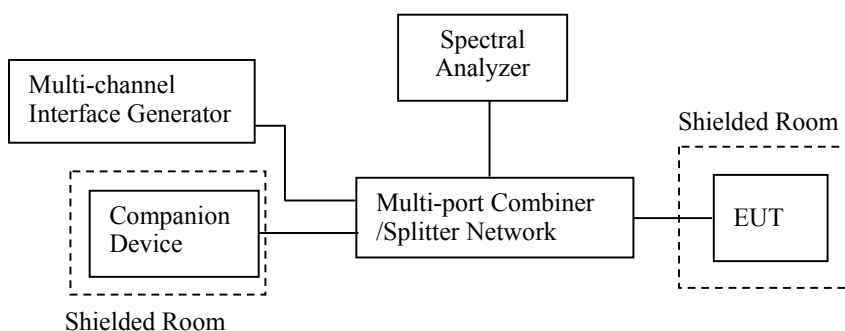 Spectral
Analyzer
Multi-channel
Interface Generator
Shielded Room
Multi-port Combiner
/Splitter Network
EUT
Companion
Device
Shielded Room